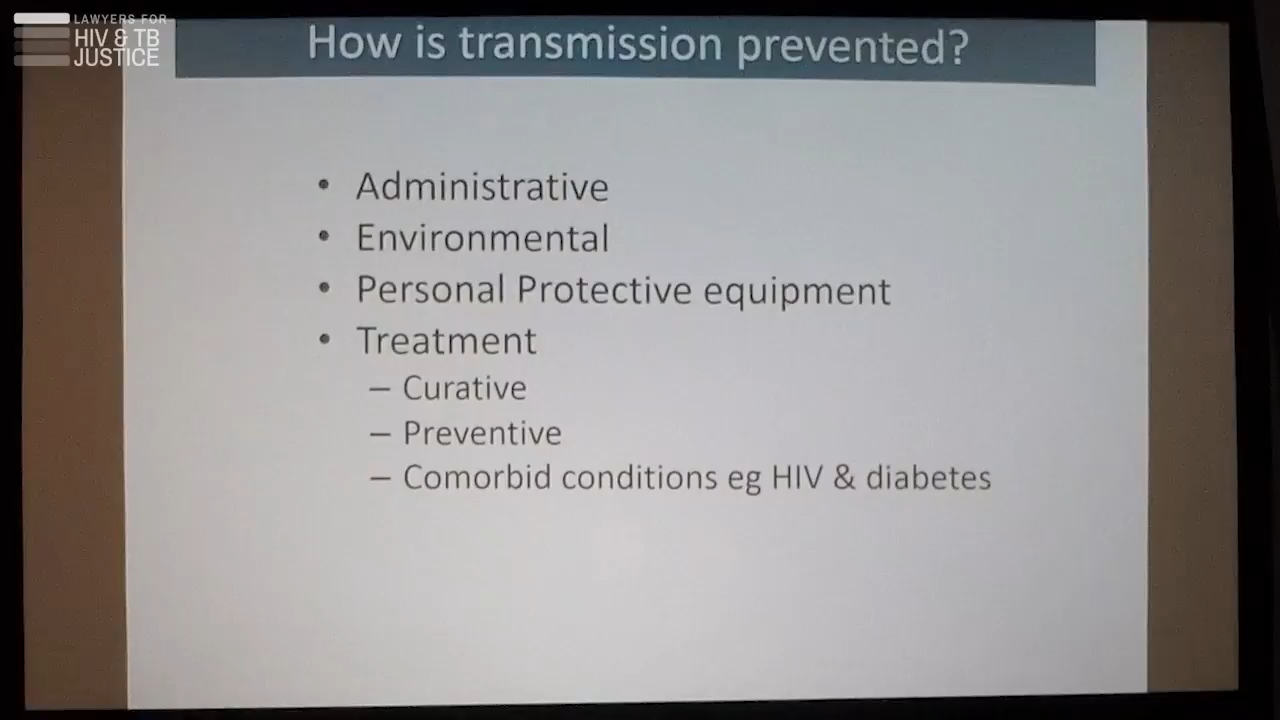 LAWYERS FOR
HIV & TB
JUSTICE
How is transmission prevented?
• Administrative
• Environmental
• Personal Protective equipment
• Treatment
– Curative
– Preventive
– Comorbid conditions eg HIV & diabetes